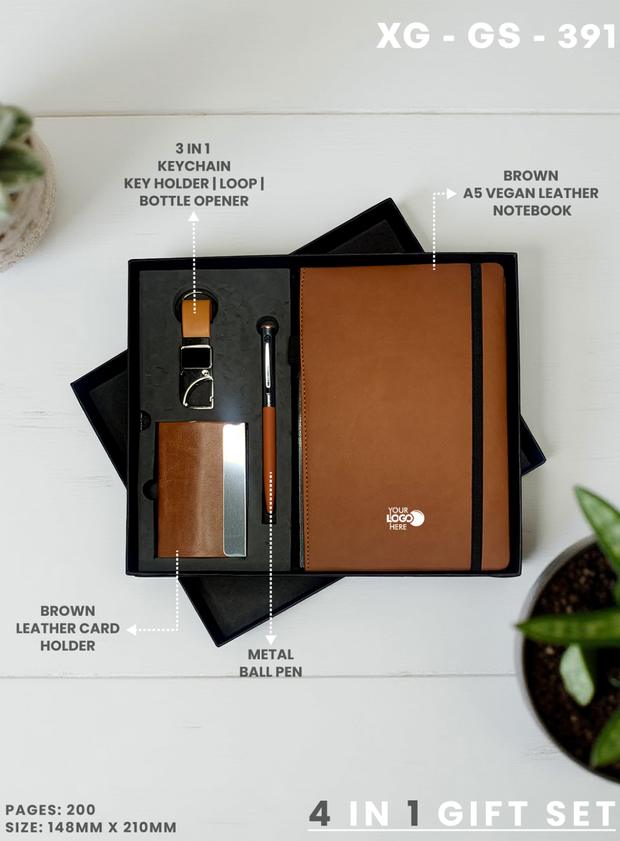 XG - GS - 391
3 IN 1
KEYCHAIN
KEY HOLDER | LOOP |
BOTTLE OPENER
BROWN
A5 VEGAN LEATHER
NOTEBOOK
YOUR
LOGO
HERE
BROWN
LEATHER CARD
HOLDER
METAL
BALL PEN
PAGES: 200
SIZE: 148MM X 210MM
4 IN 1 GIFT SET